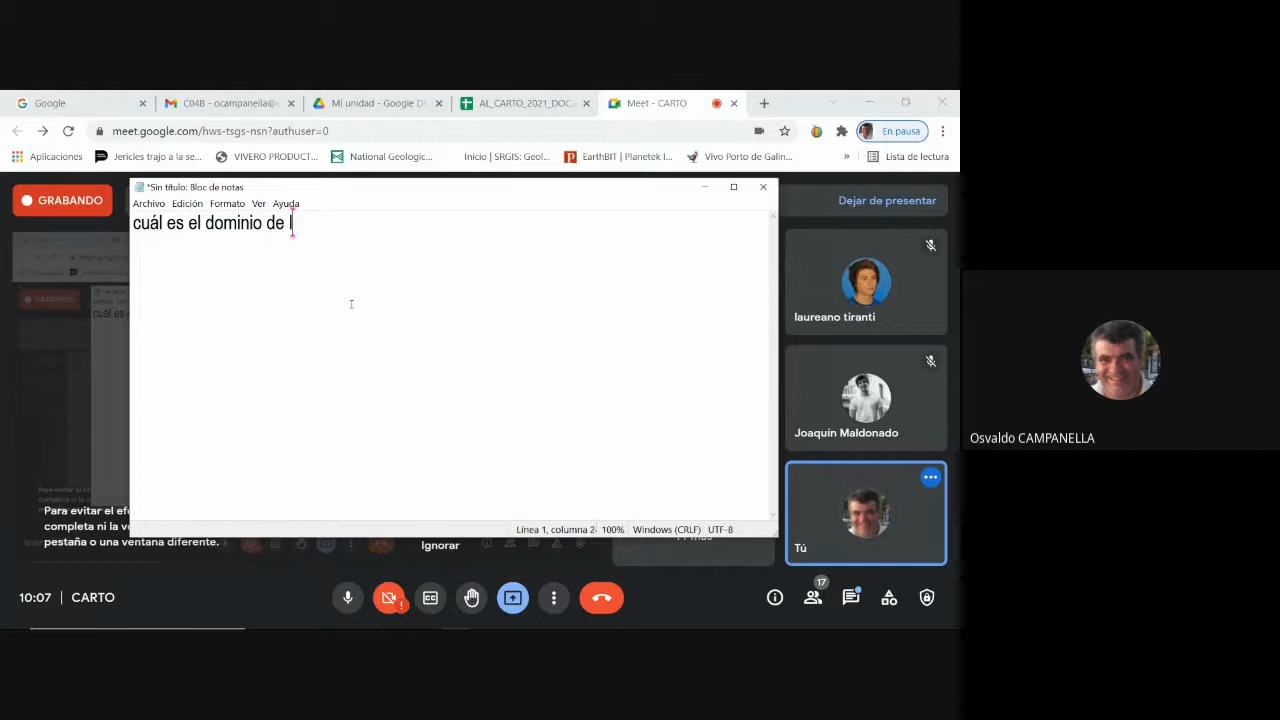 Google
C04B - ocampanella@
Mi unidad - Google D
AL_CARTO_2021_DOC.
Meet - CARTO
meet.google.com/hws-tsgs-nsn?authuser=0
En pausa
Aplicaciones
Jericles trajo a la se...
VIVERO PRODUCT...
National Geologic...
Inicio | SRGIS: Geol...
EarthBIT | Planetek I...
Vivo Porto de Galin...
»
Lista de lectura
GRABANDO
*Sin título: Bloc de notas
Archivo Edición Formato Ver Ayuda
cuál es el dominio de l
Línea 1, columna 2 100% Windows (CRLF) UTF-8
Dejar de presentar
laureano tiranti
Joaquin Maldonado
Tú
Osvaldo CAMPANELLA
Para evitar el efe
completa ni la v
pestaña o una ventana diferente.
Ignorar
10:07 | CARTO
17